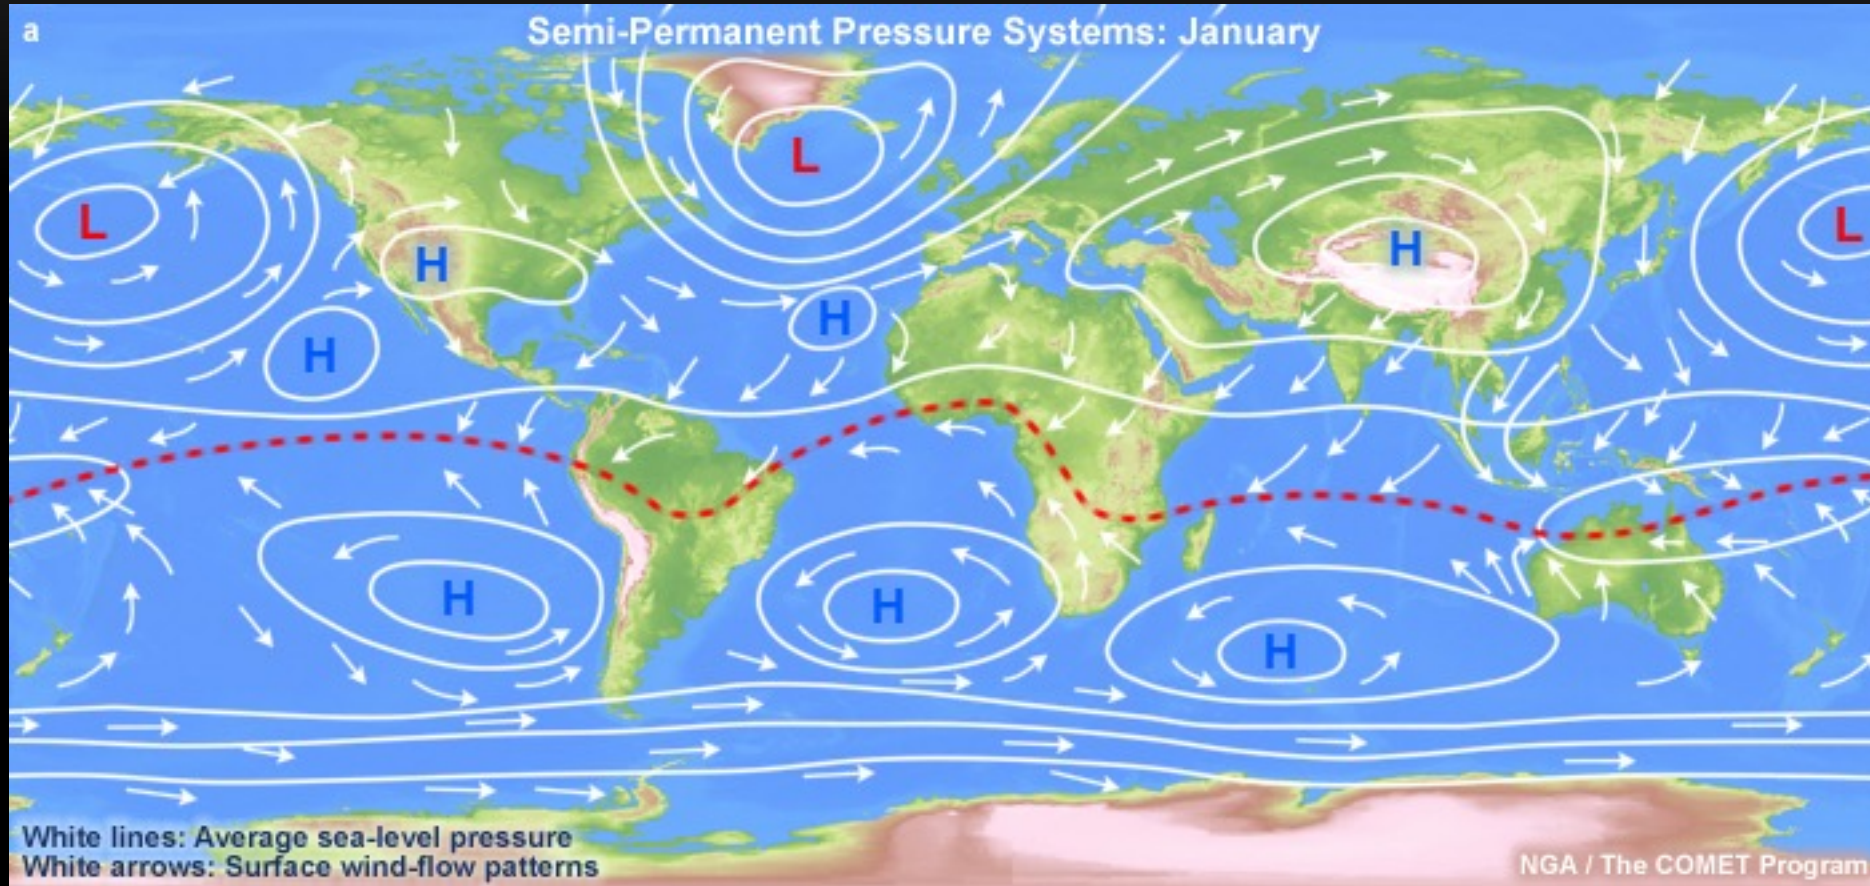 a
Semi-Permanent Pressure Systems: January
L
L
H
H
H
H
L
H
H
H
White lines: Average sea-level pressure
White arrows: Surface wind-flow patterns
NGA / The COMET Program